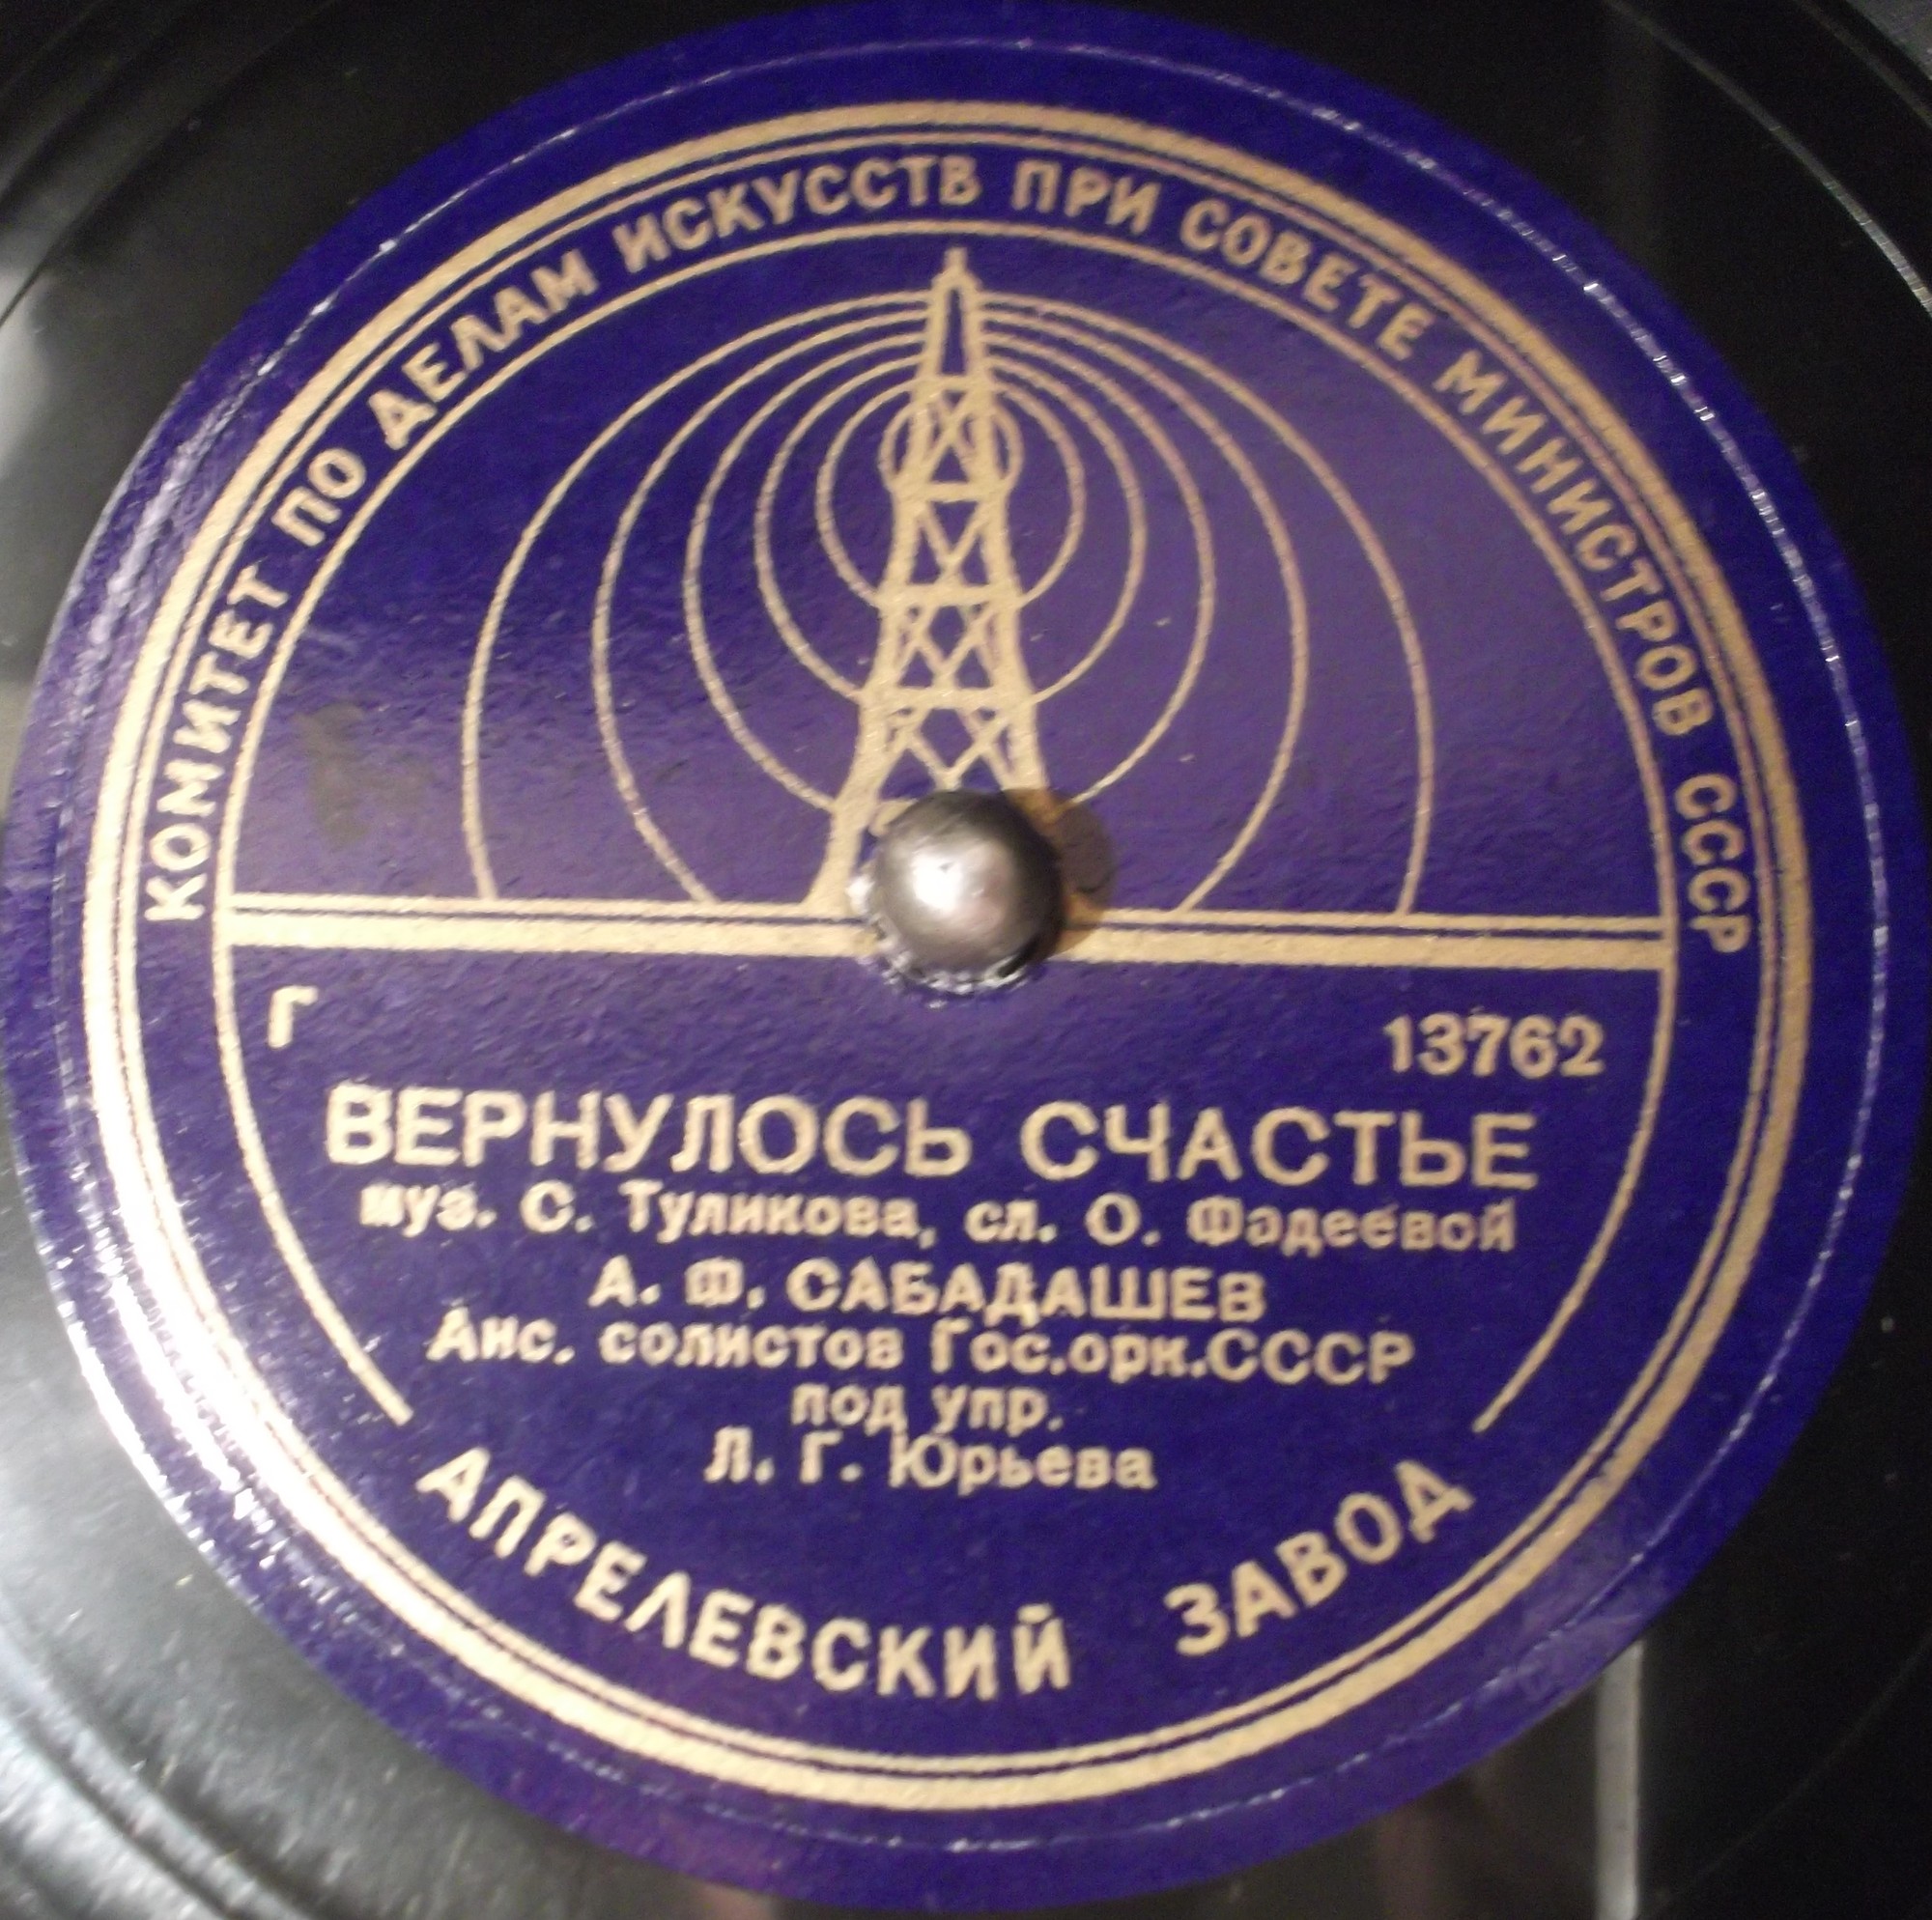 КОМИТЕТ ПО ДЕЛАМ ИСКУССТВ ПРИ СОВЕТЕ МИНИСТРОВ СССР
Г 13762
ВЕРНУЛОСЬ СЧАСТЬЕ
муз. С. Туликова, сл. О. Фадеевой
А. Ф. САБАДАШЕВ
Анс. солистов Гос.орк.СССР
под упр.
Л. Г. Юрьева
АПРЕЛЕВСКИЙ ЗАВОД